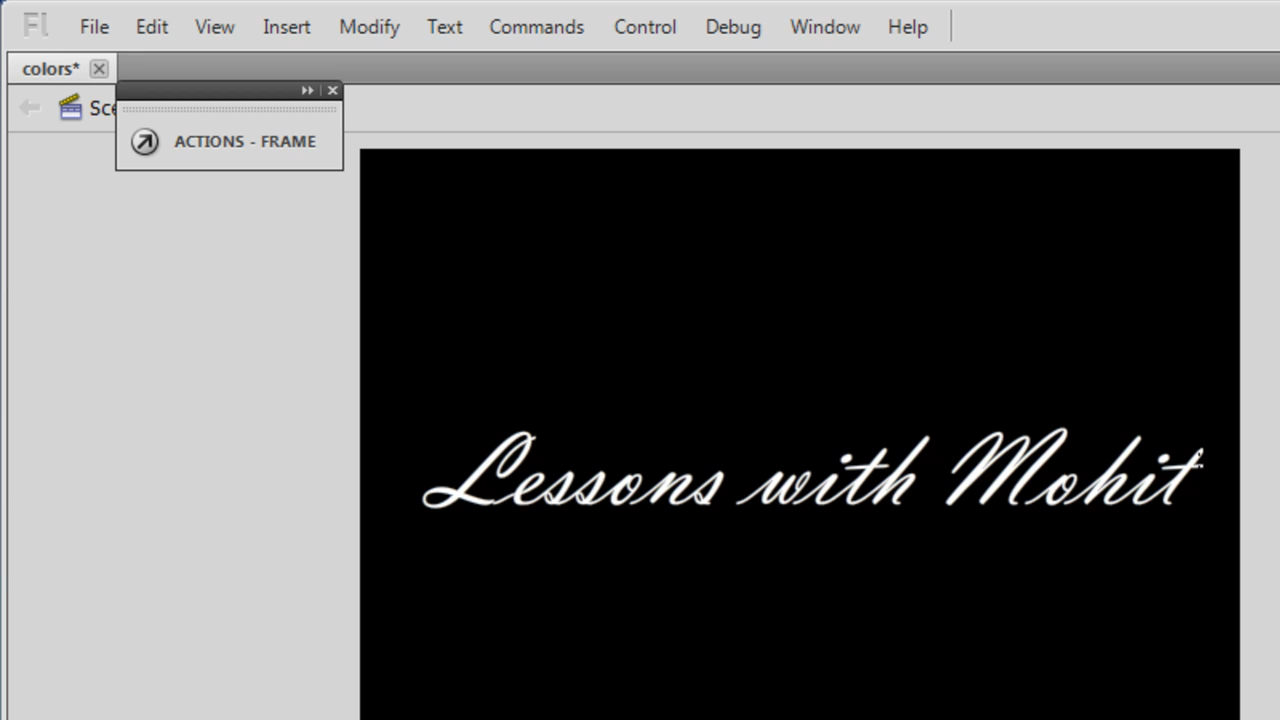 Fl File Edit View Insert Modify Text Commands Control Debug Window Help
colors*
ACTIONS - FRAME
Lessons with Mohit